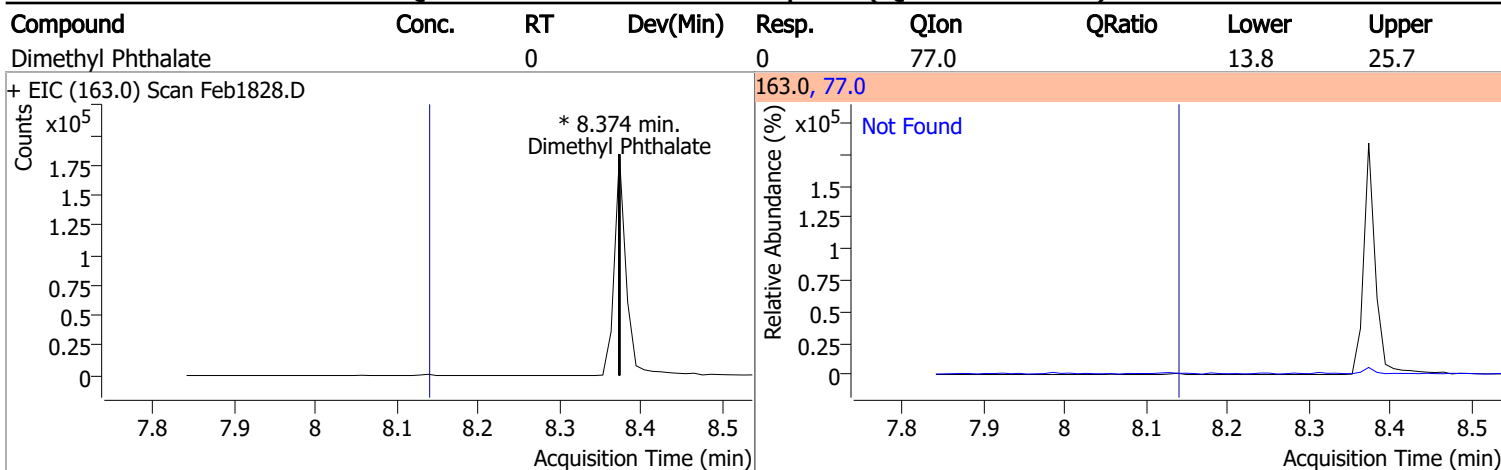 Compound Conc. RT Dev(Min) Resp. QIon QRatio Lower Upper
Dimethyl Phthalate 0 0 77.0 13.8 25.7
+ EIC (163.0) Scan Feb1828.D
Counts
x10⁵
* 8.374 min.
Dimethyl Phthalate
1.75
1.5
1.25
1
0.75
0.5
0.25
0
7.8 7.9 8 8.1 8.2 8.3 8.4 8.5
Acquisition Time (min)
163.0, 77.0
Relative Abundance (%)
x10⁵
Not Found
1.5
1.25
1
0.75
0.5
0.25
0
7.8 7.9 8 8.1 8.2 8.3 8.4 8.5
Acquisition Time (min)